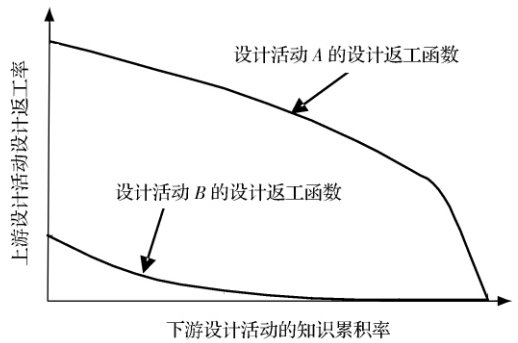 设计活动 A 的设计返工函数
上游设计活动设计返工率
设计活动 B 的设计返工函数
下游设计活动的知识累积率